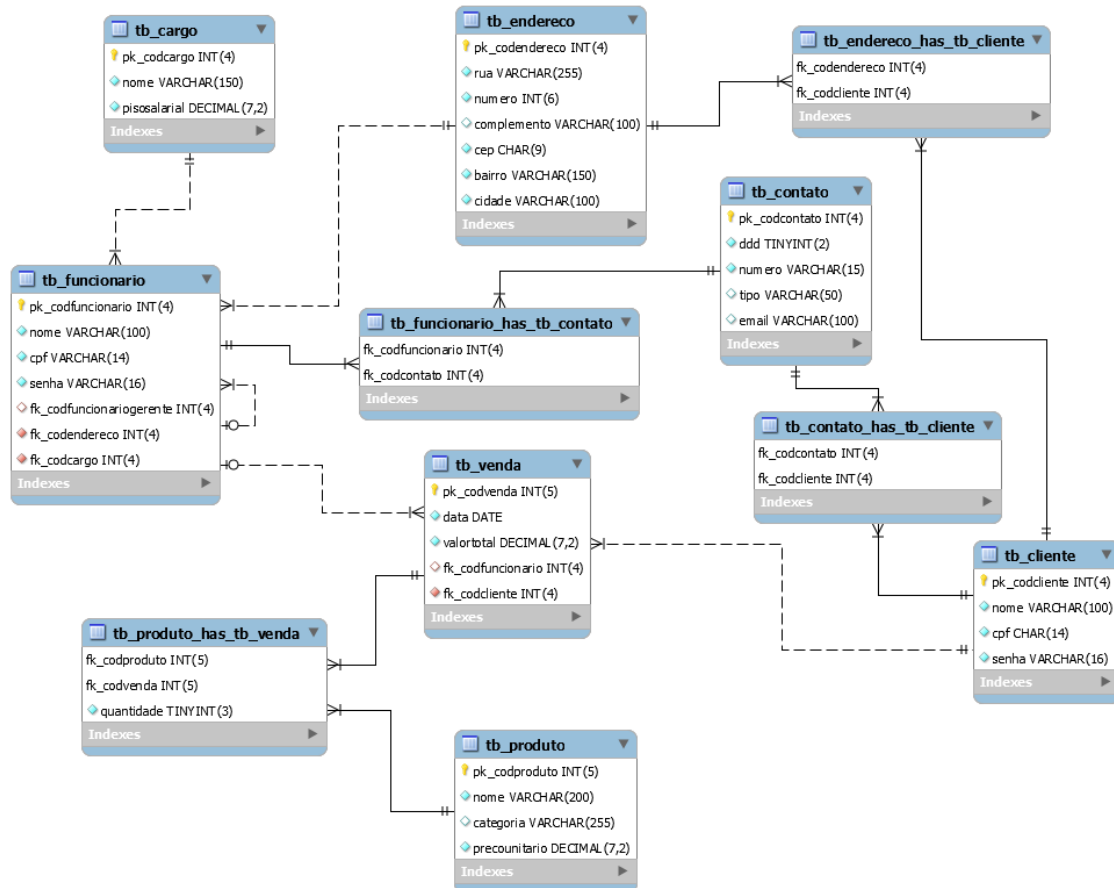 tb_cargo
pk_codcargo INT(4)
nome VARCHAR(150)
pisosalarial DECIMAL(7,2)
Indexes
tb_endereco
pk_codendereco INT(4)
rua VARCHAR(255)
numero INT(6)
complemento VARCHAR(100)
cep CHAR(9)
bairro VARCHAR(150)
cidade VARCHAR(100)
Indexes
tb_endereco_has_tb_cliente
fk_codendereco INT(4)
fk_codcliente INT(4)
Indexes
tb_contato
pk_codcontato INT(4)
ddd TINYINT(2)
numero VARCHAR(15)
tipo VARCHAR(50)
email VARCHAR(100)
Indexes
tb_funcionario
pk_codfuncionario INT(4)
nome VARCHAR(100)
cpf VARCHAR(14)
senha VARCHAR(16)
fk_codfuncionariogerente INT(4)
fk_codendereco INT(4)
fk_codcargo INT(4)
Indexes
tb_funcionario_has_tb_contato
fk_codfuncionario INT(4)
fk_codcontato INT(4)
Indexes
tb_contato_has_tb_cliente
fk_codcontato INT(4)
fk_codcliente INT(4)
Indexes
tb_venda
pk_codvenda INT(5)
data DATE
valortotal DECIMAL(7,2)
fk_codfuncionario INT(4)
fk_codcliente INT(4)
Indexes
tb_cliente
pk_codcliente INT(4)
nome VARCHAR(100)
cpf CHAR(14)
senha VARCHAR(16)
Indexes
tb_produto_has_tb_venda
fk_codproduto INT(5)
fk_codvenda INT(5)
quantidade TINYINT(3)
Indexes
tb_produto
pk_codproduto INT(5)
nome VARCHAR(200)
categoria VARCHAR(255)
precounitario DECIMAL(7,2)
Indexes